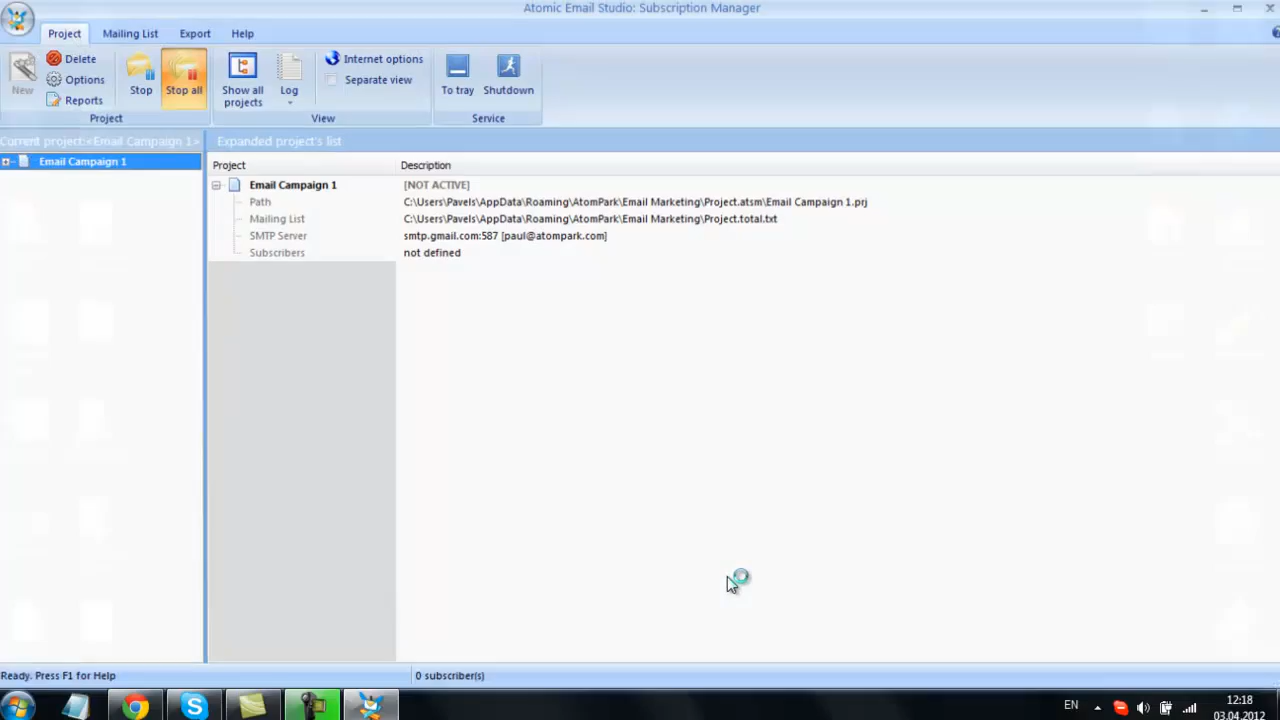 Atomic Email Studio: Subscription Manager
Project Mailing List Export Help
New
Delete
Options
Reports
Stop
Stop all
Project
Show all projects
Log
Internet options
Separate view
View
To tray
Shutdown
Service
Current project:<Email Campaign 1>
Expanded project's list
Email Campaign 1
Project Description
Email Campaign 1 [NOT ACTIVE]
Path C:\Users\Pavels\AppData\Roaming\AtomPark\Email Marketing\Project.atsm\Email Campaign 1.prj
Mailing List C:\Users\Pavels\AppData\Roaming\AtomPark\Email Marketing\Project.total.txt
SMTP Server smtp.gmail.com:587 [paul@atompark.com]
Subscribers not defined
Ready. Press F1 for Help
0 subscriber(s)
EN
12:18
03.04.2012